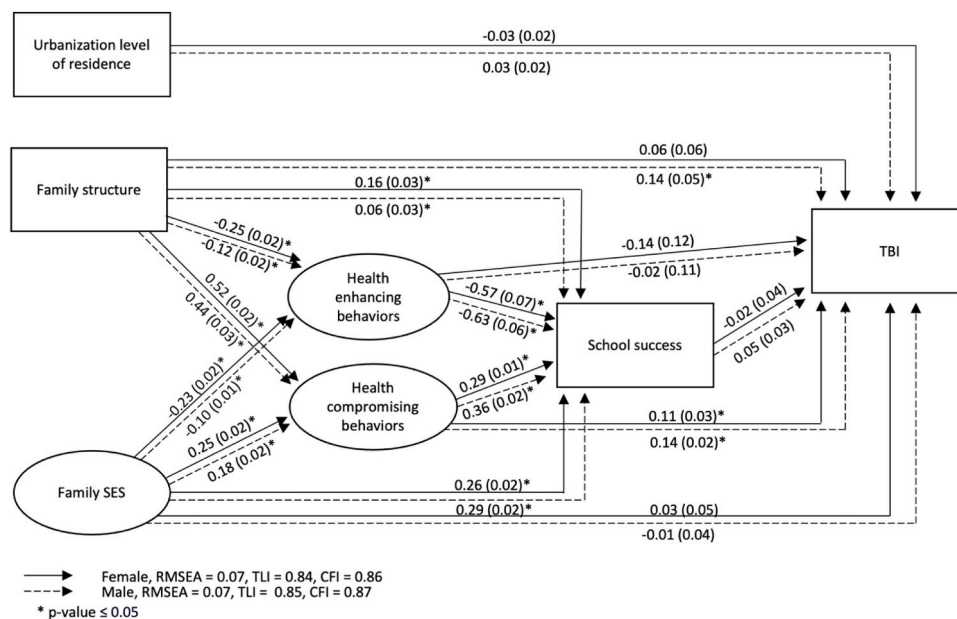 Urbanization level
of residence
-0.03 (0.02)
0.03 (0.02)
Family structure
0.06 (0.06)
0.14 (0.05)*
0.16 (0.03)*
0.06 (0.03)*
TBI
-0.25 (0.02)*
-0.12 (0.02)*
-0.14 (0.12)
-0.02 (0.11)
Health
enhancing
behaviors
0.52 (0.02)*
0.44 (0.03)*
-0.57 (0.07)*
-0.63 (0.06)*
School success
-0.02 (0.04)
0.05 (0.03)
-0.23 (0.02)*
-0.10 (0.01)*
Health
compromising
behaviors
0.29 (0.01)*
0.36 (0.02)*
0.11 (0.03)*
0.14 (0.02)*
0.25 (0.02)*
0.18 (0.02)*
Family SES
0.26 (0.02)*
0.29 (0.02)*
0.03 (0.05)
-0.01 (0.04)
Female, RMSEA = 0.07, TLI = 0.84, CFI = 0.86
Male, RMSEA = 0.07, TLI = 0.85, CFI = 0.87
* p-value ≤ 0.05